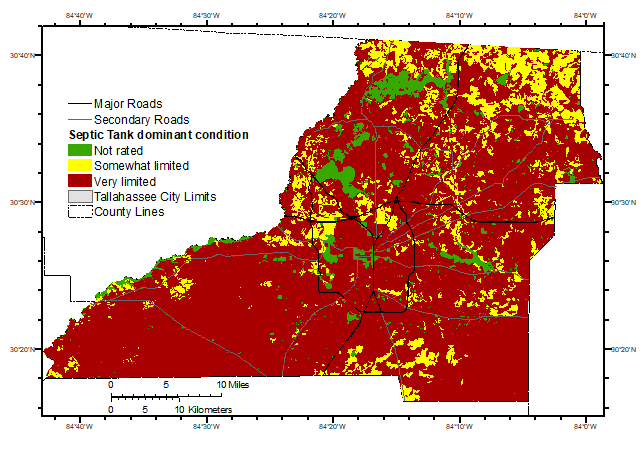 84°40'W 84°30'W 84°20'W 84°10'W 84°0'W
30°40'N 30°40'N
Major Roads
Secondary Roads
Septic Tank dominant condition
Not rated
Somewhat limited
Very limited
Tallahassee City Limits
County Lines
30°30'N 30°30'N
30°20'N 30°20'N
0 5 10 Miles
0 5 10 Kilometers
84°40'W 84°30'W 84°20'W 84°10'W 84°0'W